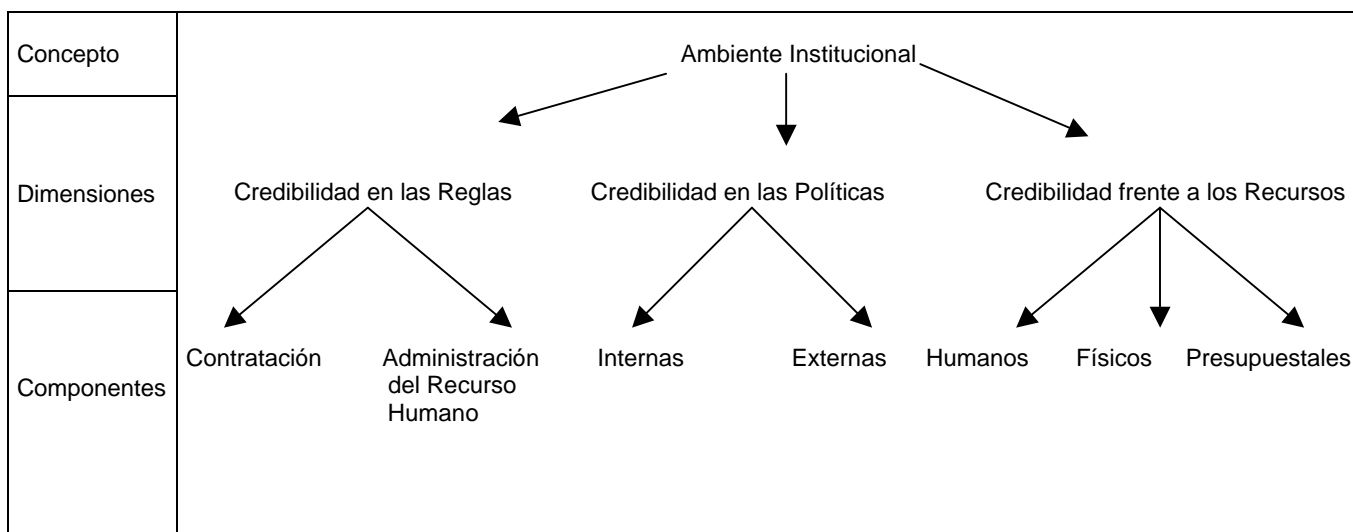 Concepto
Ambiente Institucional
Dimensiones
Credibilidad en las Reglas
Credibilidad en las Políticas
Credibilidad frente a los Recursos
Componentes
Contratación
Administración
del Recurso
Humano
Internas
Externas
Humanos
Físicos
Presupuestales